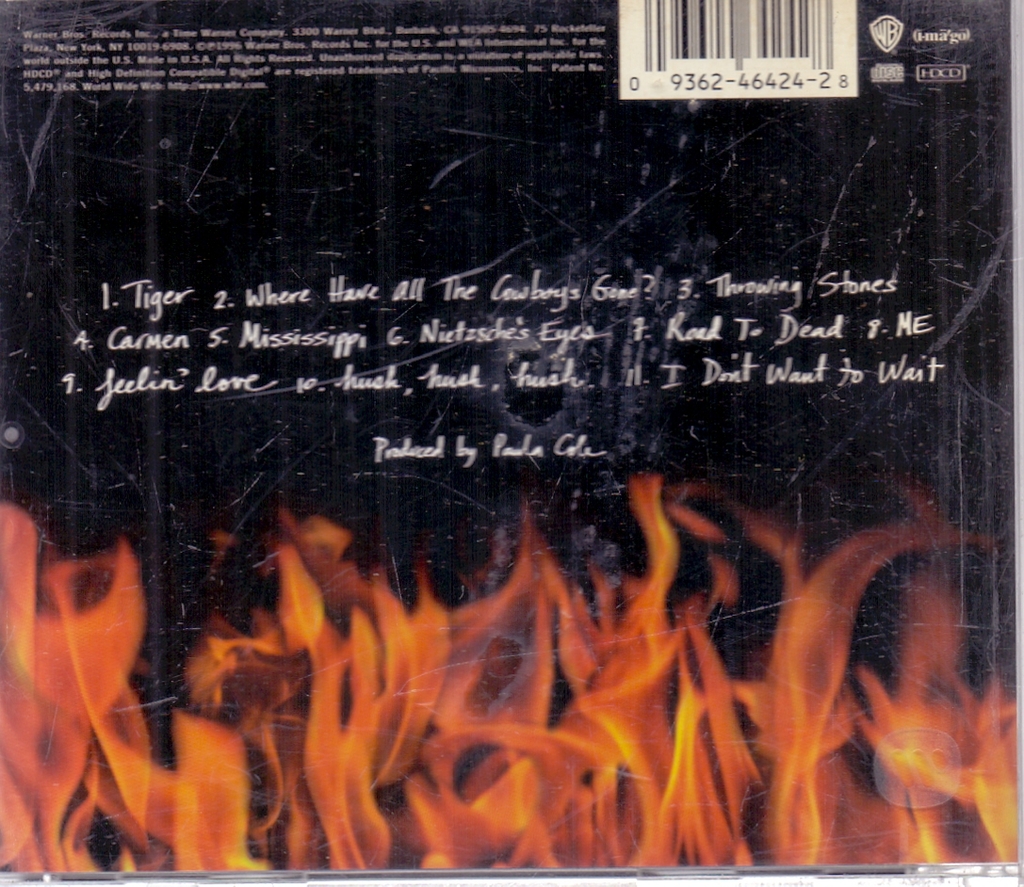 Warner Bros. Records Inc., a Time Warner Company, 3300 Warner Blvd., Burbank, CA 91505-4694. 75 Rockefeller
Plaza, New York, NY 10019-6908. ©℗1996 Warner Bros. Records Inc. for the U.S. and WEA International Inc. for the
world outside the U.S. Made in U.S.A. All Rights Reserved. Unauthorized duplication is a violation of applicable laws.
HDCD® and High Definition Compatible Digital® are registered trademarks of Pacific Microsonics, Inc. Patent No.
5,479,168. World Wide Web: http://www.wbr.com
0 9362-46424-2 8
WB
(i·ma'go)
HDCD
1. Tiger 2. Where Have all The Cowboys Gone? 3. Throwing Stones
4. Carmen 5. Mississippi 6. Nietzsche's Eyes 7. Road To Dead 8. ME
9. feelin' love 10. hush, hush, hush. 11. I Don't Want to Wait
Produced by Paula Cole